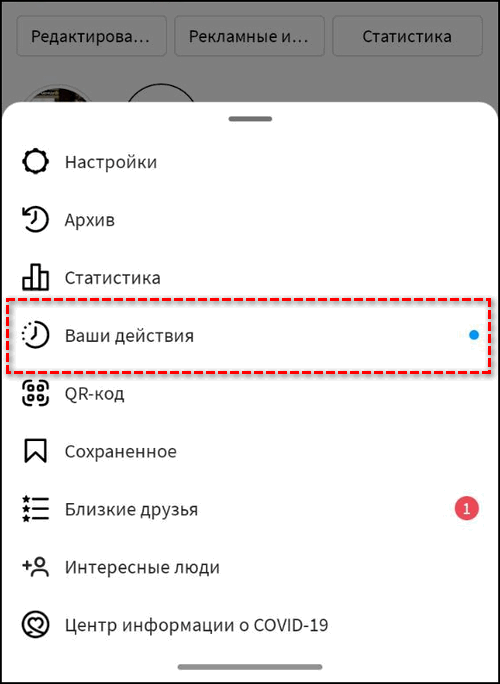 Редактирова...
Рекламные и...
Статистика
Настройки
Архив
Статистика
Ваши действия
QR-код
Сохраненное
Близкие друзья
1
Интересные люди
Центр информации о COVID-19